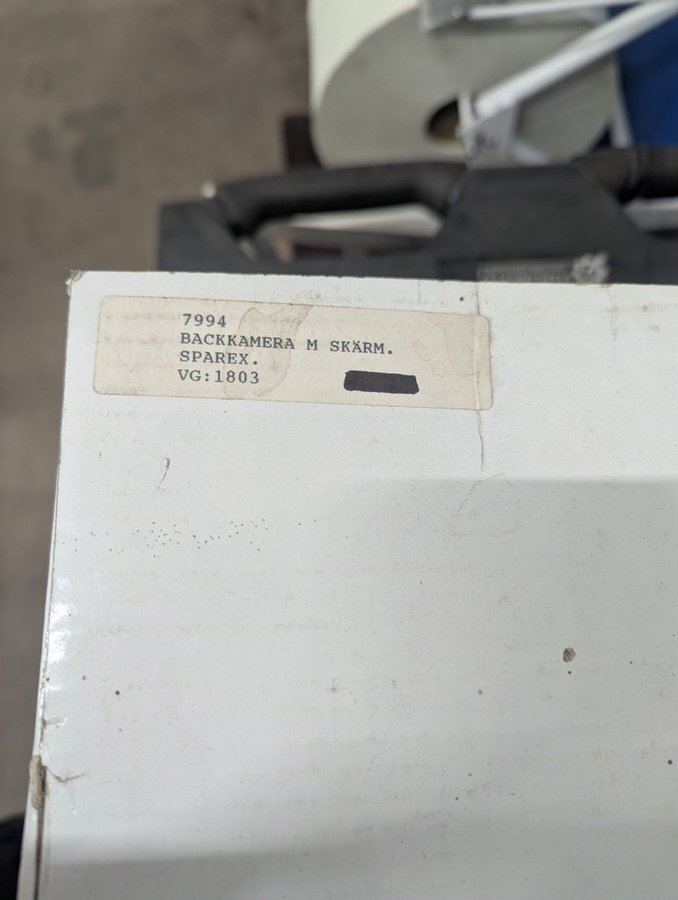 7994
BACKKAMERA M SKÄRM.
SPAREX.
VG:1803